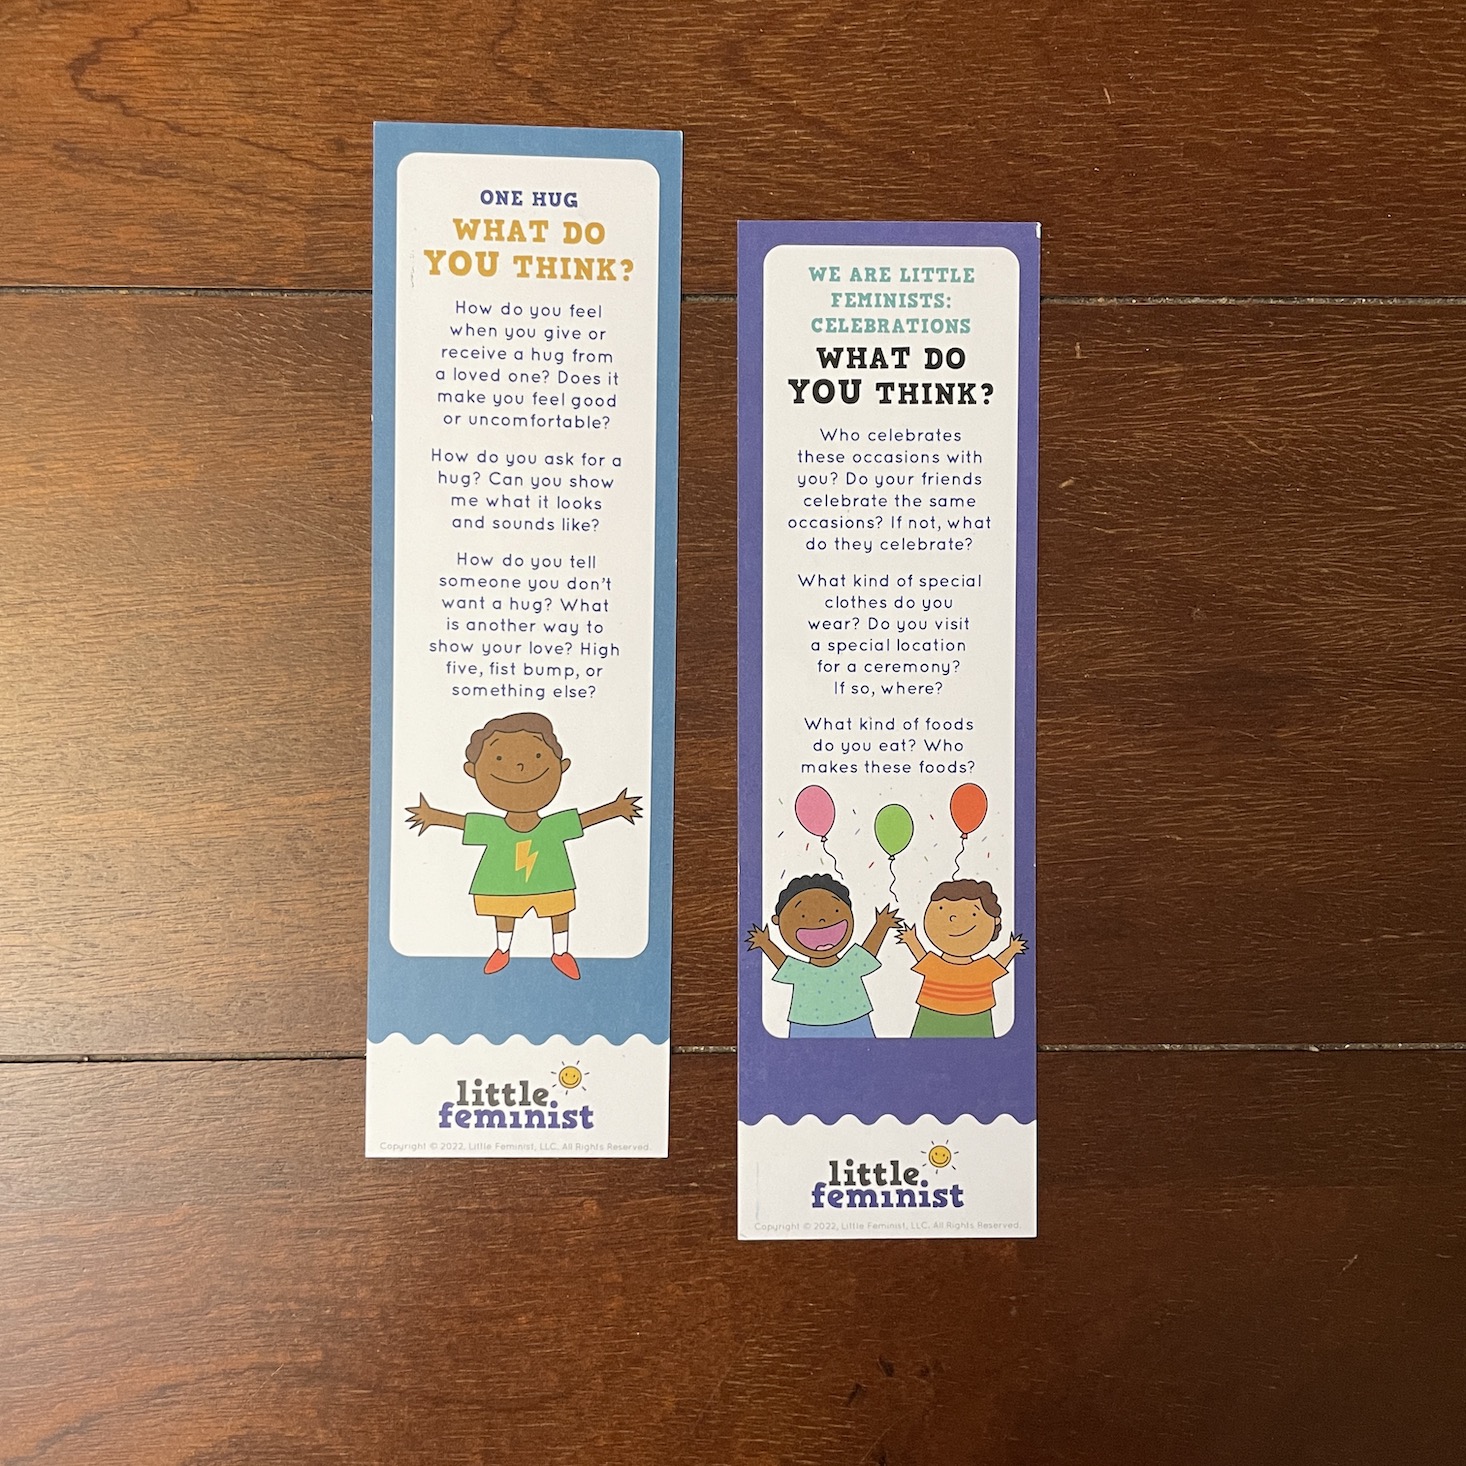 ONE HUG
WHAT DO
YOU THINK?
How do you feel
when you give or
receive a hug from
a loved one? Does it
make you feel good
or uncomfortable?
How do you ask for a
hug? Can you show
me what it looks
and sounds like?
How do you tell
someone you don't
want a hug? What
is another way to
show your love? High
five, fist bump, or
something else?
little
feminist
Copyright © 2022, Little Feminist, LLC. All Rights Reserved.
WE ARE LITTLE
FEMINISTS:
CELEBRATIONS
WHAT DO
YOU THINK?
Who celebrates
these occasions with
you? Do your friends
celebrate the same
occasions? If not, what
do they celebrate?
What kind of special
clothes do you
wear? Do you visit
a special location
for a ceremony?
If so, where?
What kind of foods
do you eat? Who
makes these foods?
little
feminist
Copyright © 2022, Little Feminist, LLC. All Rights Reserved.